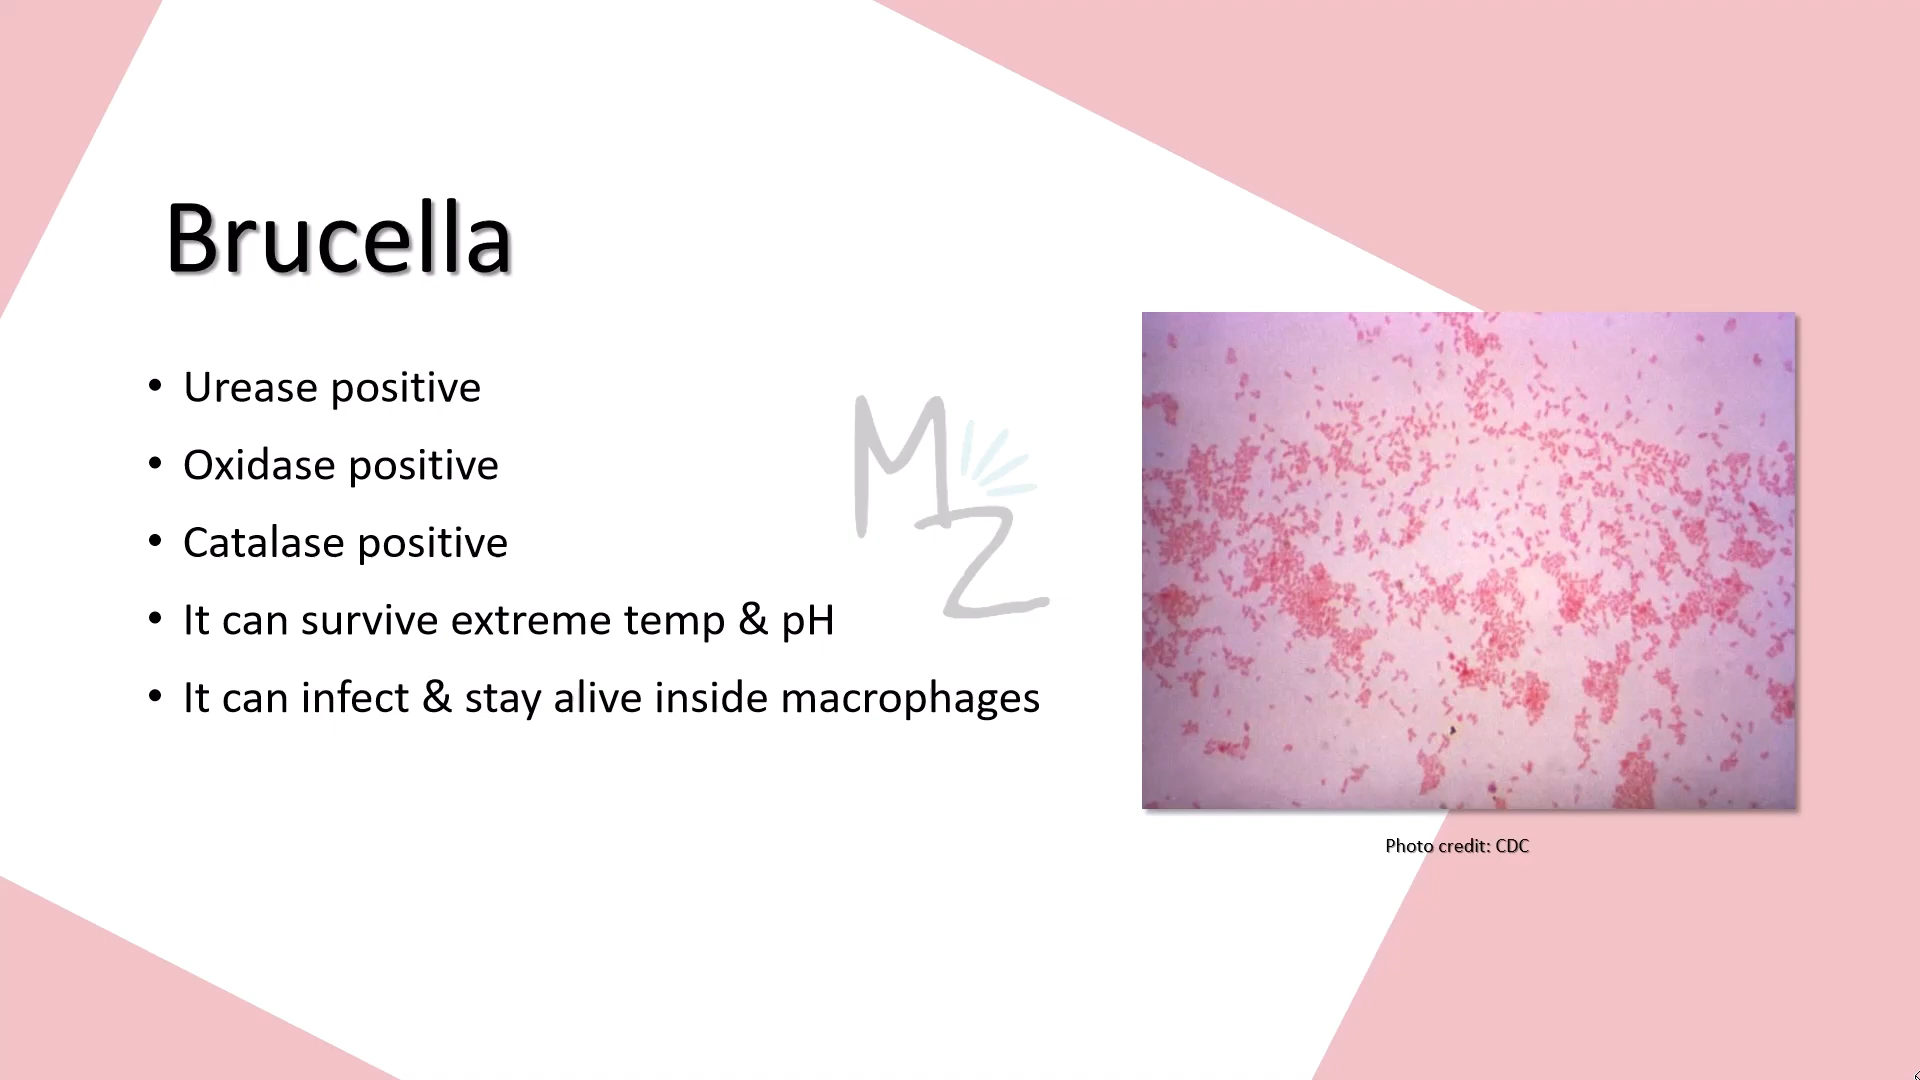 Brucella
• Urease positive
• Oxidase positive
• Catalase positive
• It can survive extreme temp & pH
• It can infect & stay alive inside macrophages
MZ
Photo credit: CDC